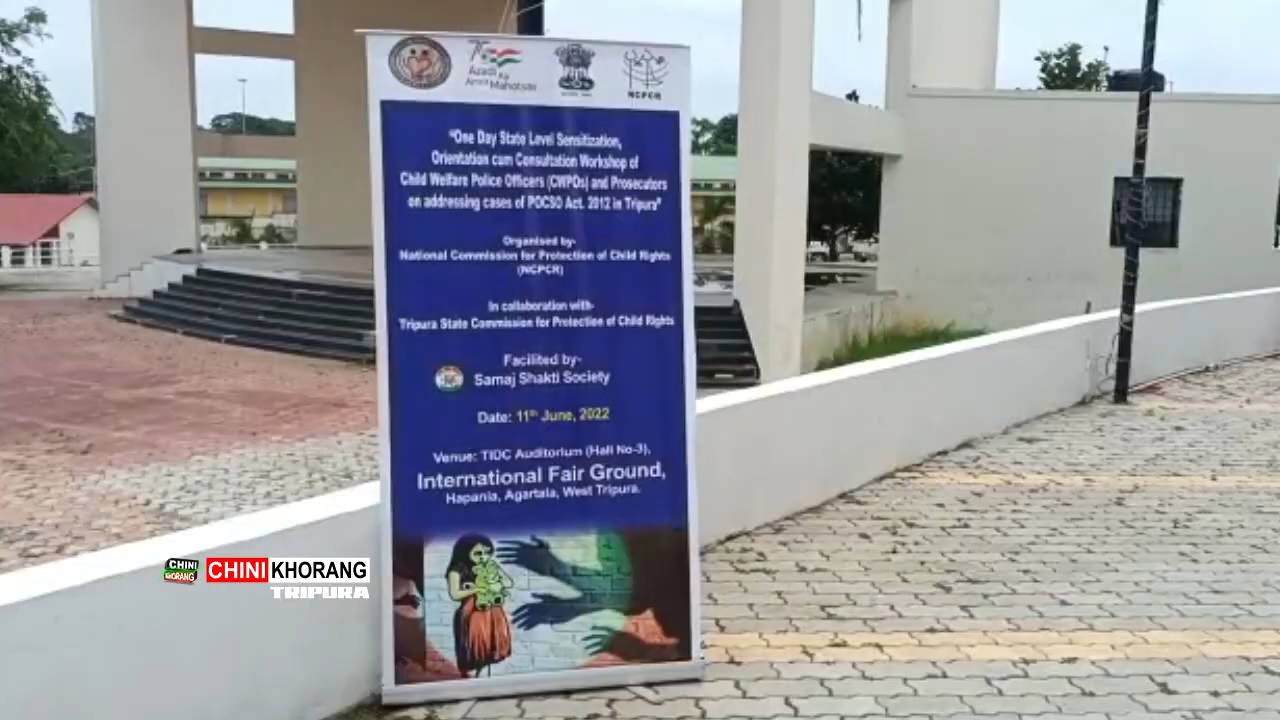 75
Azadi Ka
Amrit Mahotsav
NCPCR
"One Day State Level Sensitization,
Orientation cum Consultation Workshop of
Child Welfare Police Officers (CWPOs) and Prosecutors
on addressing cases of POCSO Act. 2012 in Tripura"
Organised by-
National Commission for Protection of Child Rights
(NCPCR)
In collaboration with-
Tripura State Commission for Protection of Child Rights
Facilited by-
Samaj Shakti Society
Date: 11th June, 2022
Venue: TIDC Auditorium (Hall No-3),
International Fair Ground,
Hapania, Agartala, West Tripura.
CHINI
KHORANG
CHINI KHORANG
TRIPURA